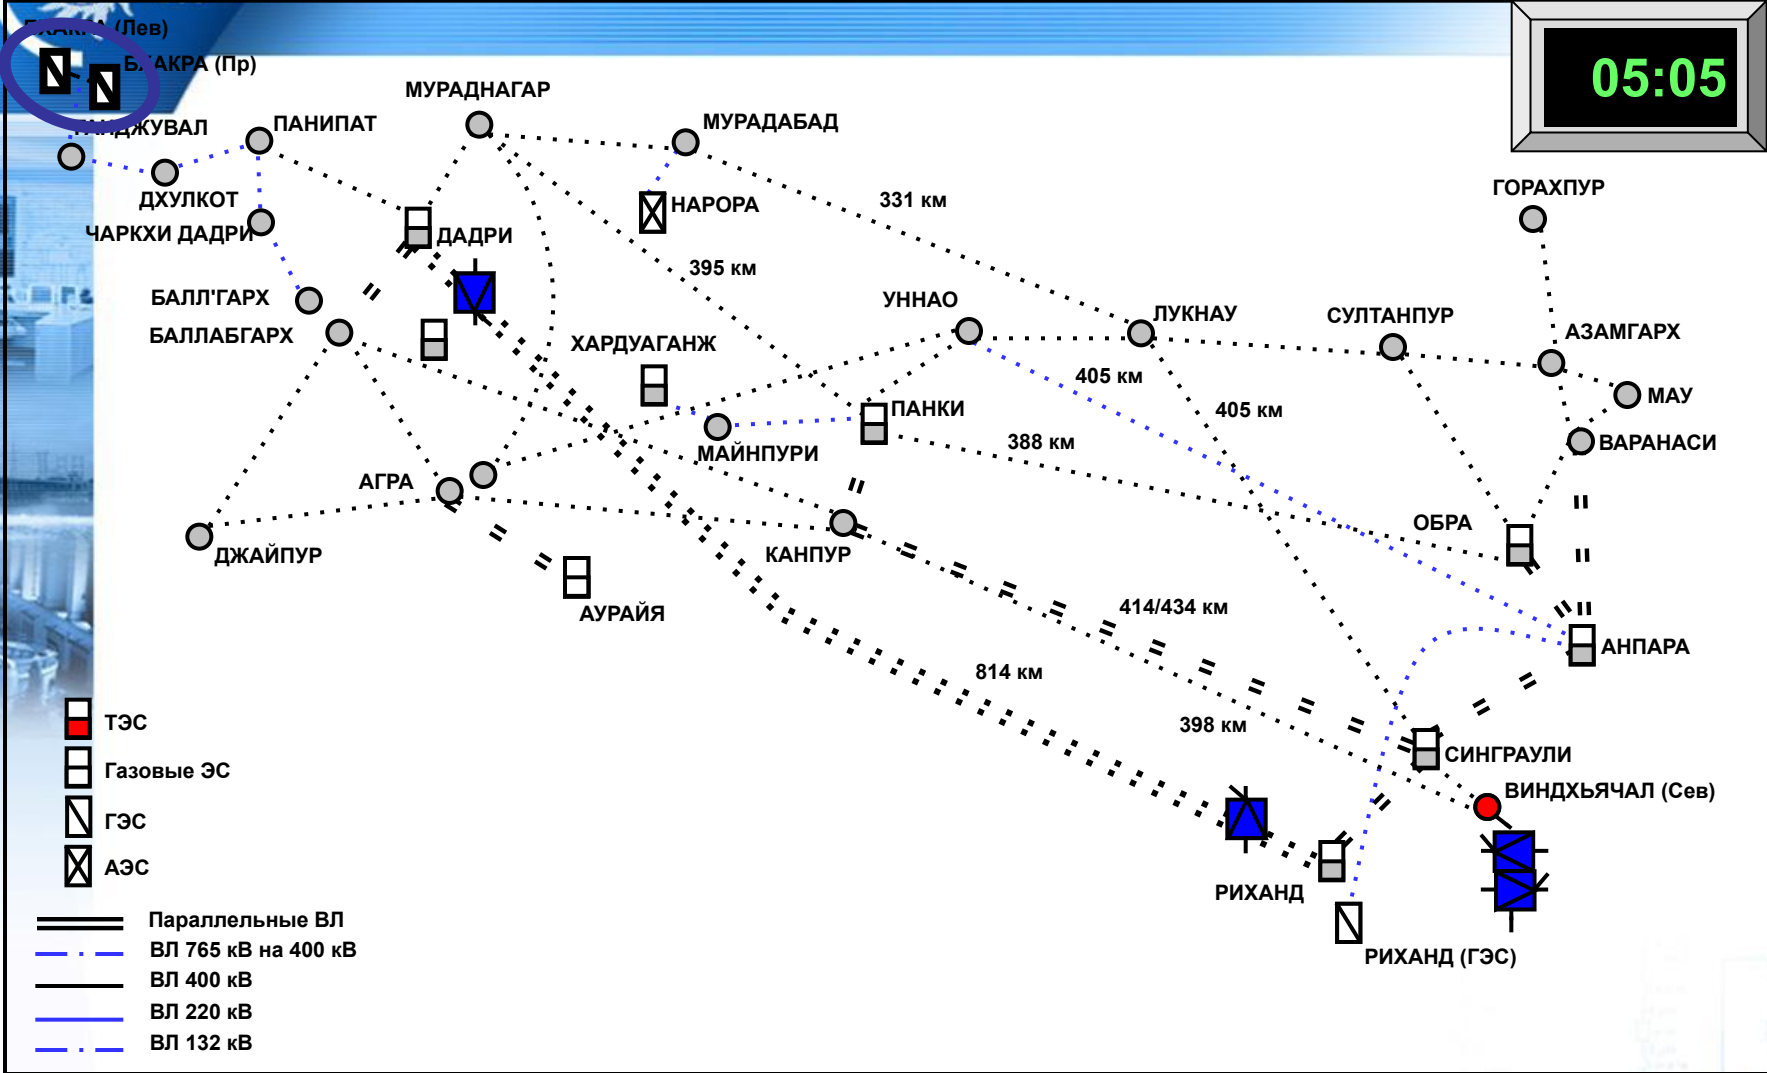 БХАКРА (Лев)
БХАКРА (Пр)
05:05
МУРАДНАГАР
ГАНДЖУВАЛ
ПАНИПАТ
МУРАДАБАД
ДХУЛКОТ
НАРОРА
331 км
ГОРАХПУР
ЧАРКХИ ДАДРИ
ДАДРИ
395 км
БАЛЛ'ГАРХ
УННАО
ЛУКНАУ
СУЛТАНПУР
АЗАМГАРХ
БАЛЛАБГАРХ
ХАРДУАГАНЖ
405 км
МАУ
ПАНКИ
405 км
МАЙНПУРИ
388 км
ВАРАНАСИ
АГРА
ОБРА
ДЖАЙПУР
КАНПУР
АУРАЙЯ
414/434 км
АНПАРА
814 км
398 км
ТЭС
СИНГРАУЛИ
Газовые ЭС
ВИНДХЬЯЧАЛ (Сев)
ГЭС
АЭС
РИХАНД
РИХАНД (ГЭС)
Параллельные ВЛ
ВЛ 765 кВ на 400 кВ
ВЛ 400 кВ
ВЛ 220 кВ
ВЛ 132 кВ